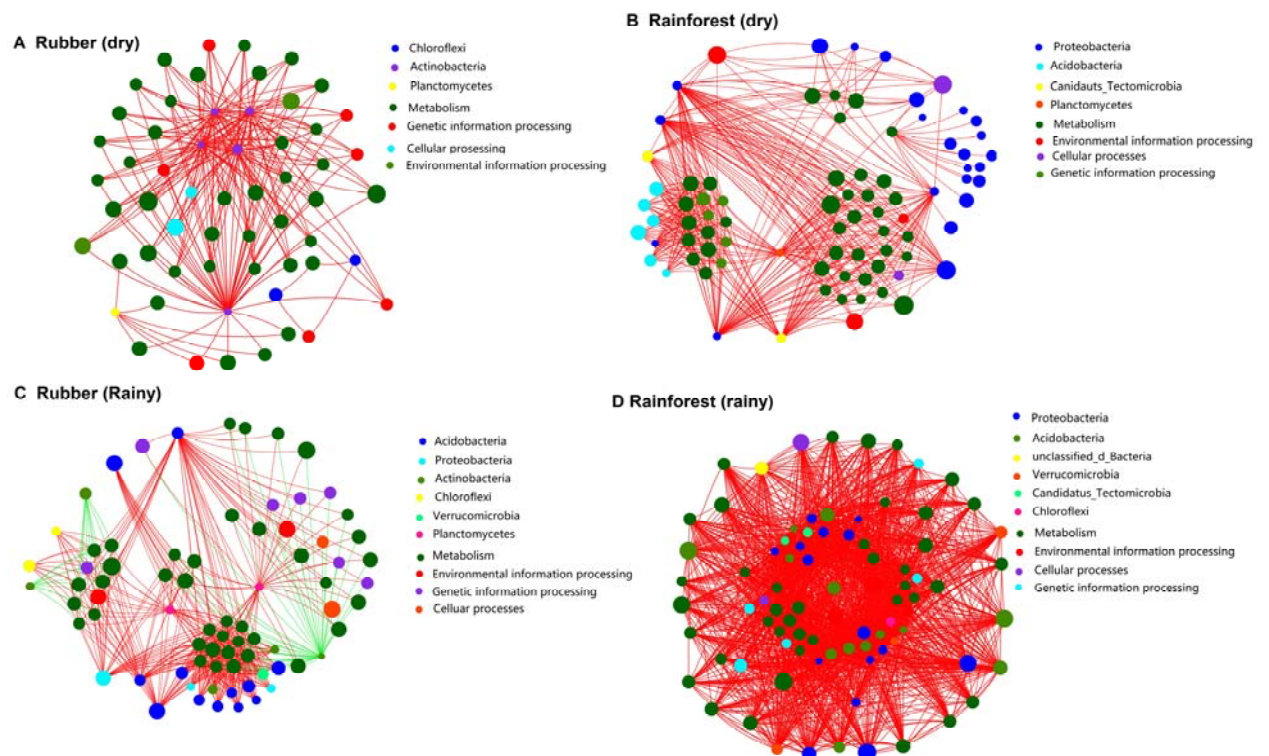 A Rubber (dry)
Chloroflexi
Actinobacteria
Planctomycetes
Metabolism
Genetic information processing
Cellular prosessing
Environmental information processing
B Rainforest (dry)
Proteobacteria
Acidobacteria
Canidauts_Tectomicrobia
Planctomycetes
Metabolism
Environmental information processing
Cellular processes
Genetic information processing
C Rubber (Rainy)
Acidobacteria
Proteobacteria
Actinobacteria
Chloroflexi
Verrucomicrobia
Planctomycetes
Metabolism
Environmental information processing
Genetic information processing
Celluar processes
D Rainforest (rainy)
Proteobacteria
Acidobacteria
unclassified_d_Bacteria
Verrucomicrobia
Candidatus_Tectomicrobia
Chloroflexi
Metabolism
Environmental information processing
Cellular processes
Genetic information processing